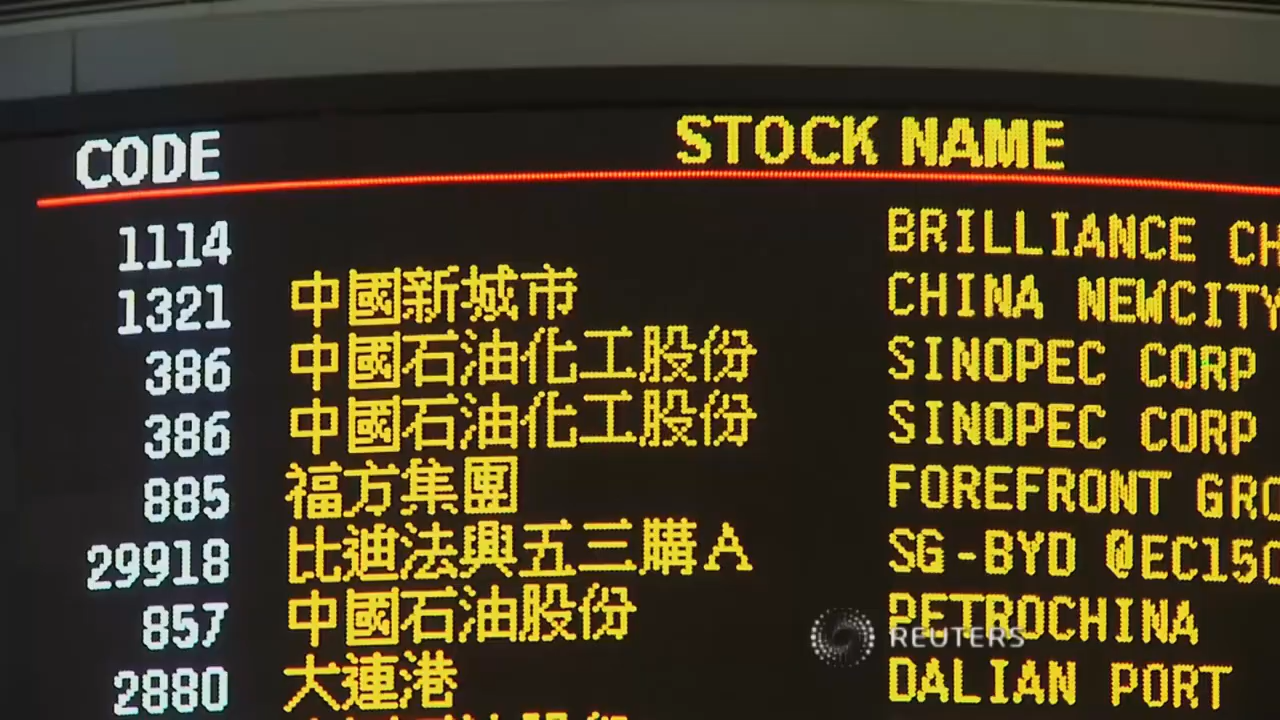 CODE STOCK NAME
1114 BRILLIANCE CH
1321 中國新城市 CHINA NEWCITY
386 中國石油化工股份 SINOPEC CORP
386 中國石油化工股份 SINOPEC CORP
885 福方集團 FOREFRONT GRO
29918 比迪法興五三購A SG-BYD @EC15
857 中國石油股份 PETROCHINA
REUTERS
2880 大連港 DALIAN PORT